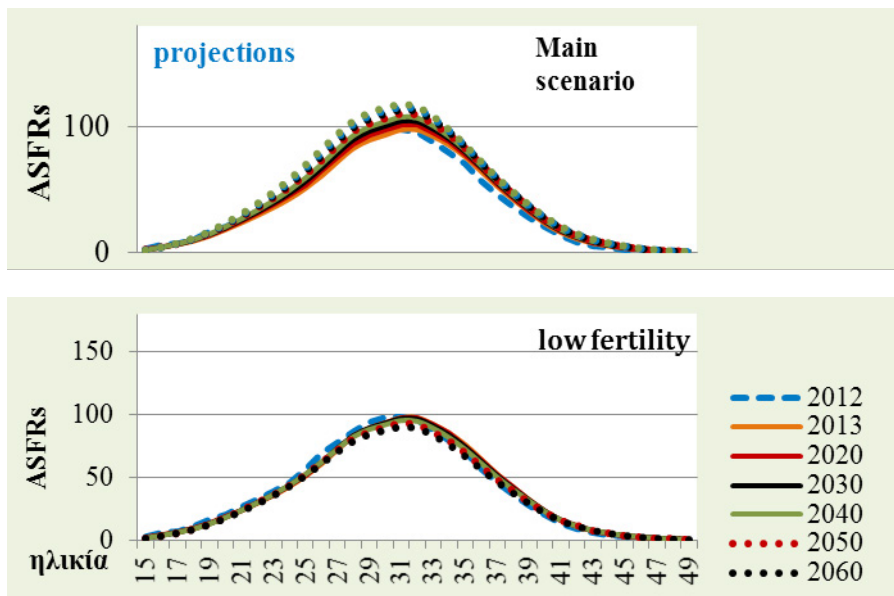 projections
Main
scenario
ASFRs
100
0
low fertility
ASFRs
150
100
50
0
ηλικία
15 17 19 21 23 25 27 29 31 33 35 37 39 41 43 45 47 49
2012
2013
2020
2030
2040
2050
2060